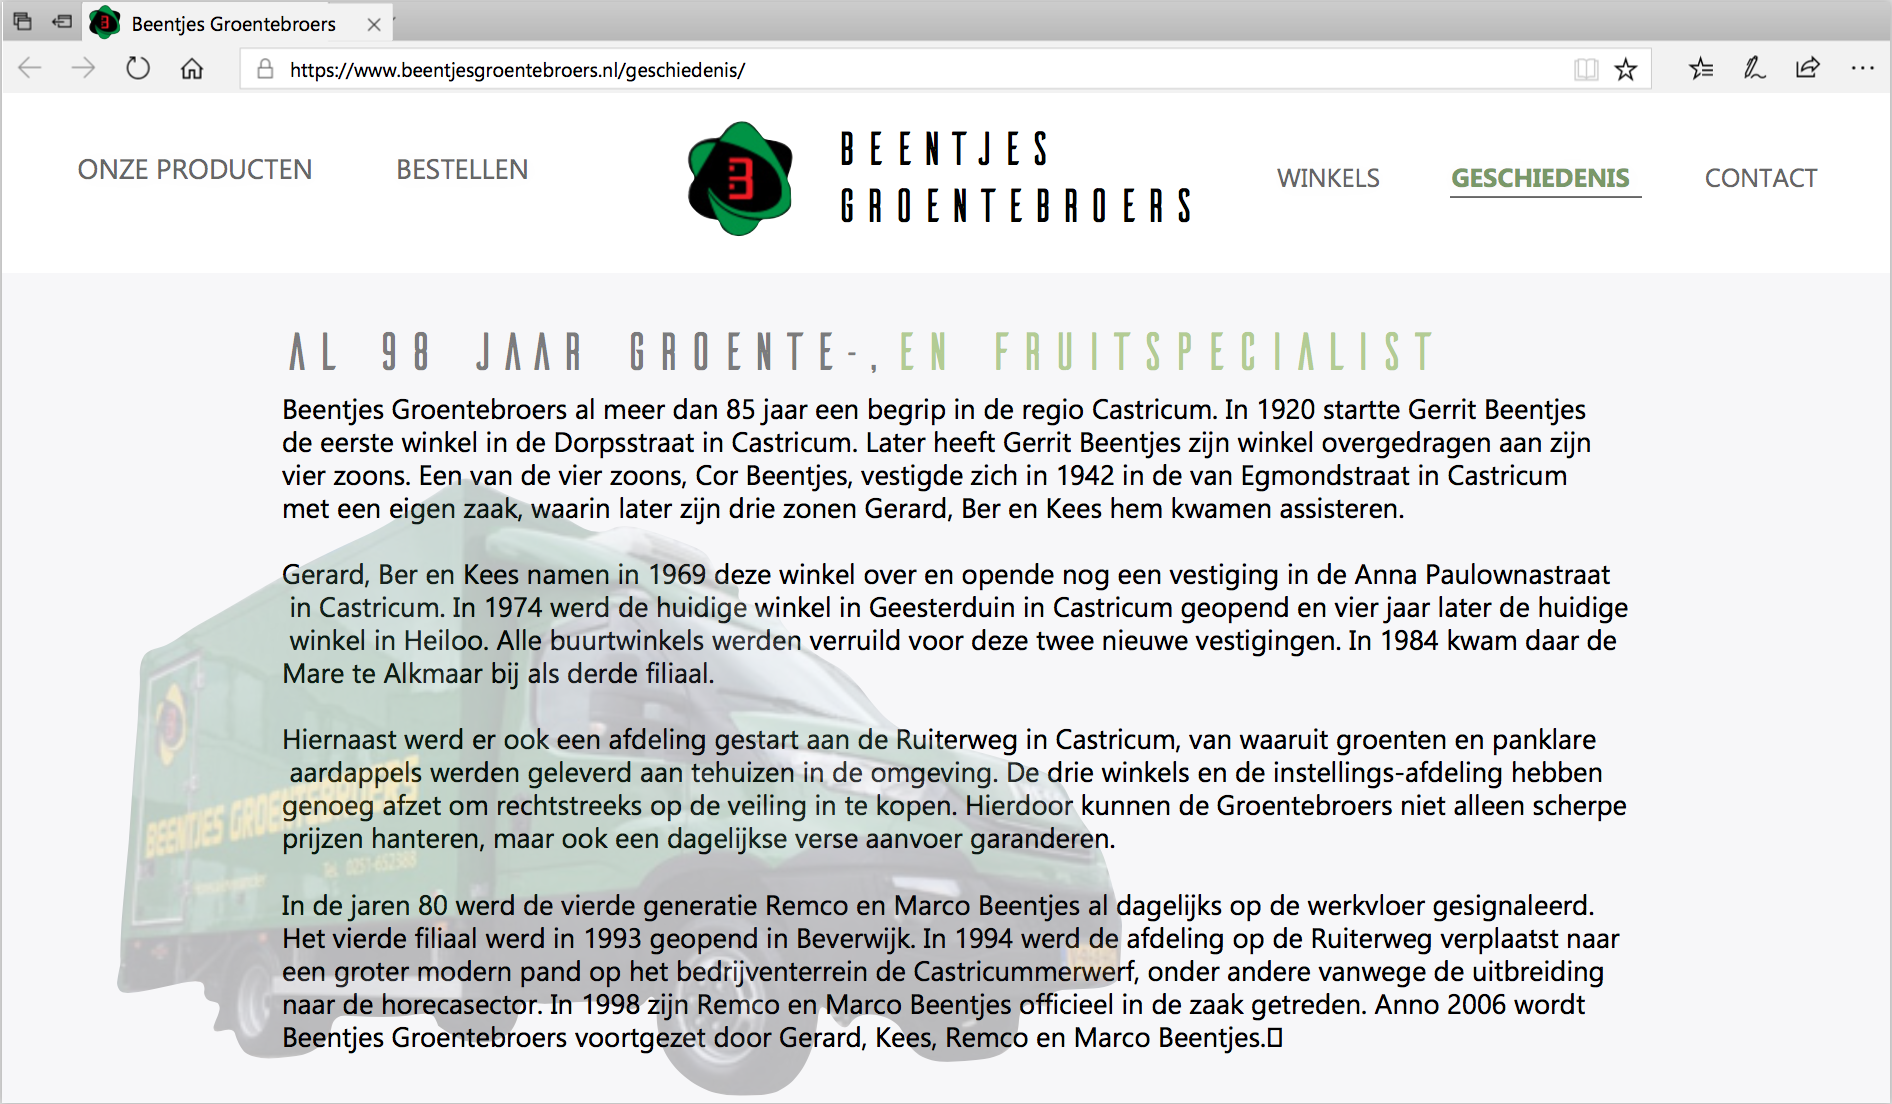 Beentjes Groentebroers
https://www.beentjesgroentebroers.nl/geschiedenis/
ONZE PRODUCTEN
BESTELLEN
B
BEENTJES
GROENTEBROERS
WINKELS
GESCHIEDENIS
CONTACT
AL 98 JAAR GROENTE-, EN FRUITSPECIALIST
Beentjes Groentebroers al meer dan 85 jaar een begrip in de regio Castricum. In 1920 startte Gerrit Beentjes
de eerste winkel in de Dorpsstraat in Castricum. Later heeft Gerrit Beentjes zijn winkel overgedragen aan zijn
vier zoons. Een van de vier zoons, Cor Beentjes, vestigde zich in 1942 in de van Egmondstraat in Castricum
met een eigen zaak, waarin later zijn drie zonen Gerard, Ber en Kees hem kwamen assisteren.
Gerard, Ber en Kees namen in 1969 deze winkel over en opende nog een vestiging in de Anna Paulownastraat
in Castricum. In 1974 werd de huidige winkel in Geesterduin in Castricum geopend en vier jaar later de huidige
winkel in Heiloo. Alle buurtwinkels werden verruild voor deze twee nieuwe vestigingen. In 1984 kwam daar de
Mare te Alkmaar bij als derde filiaal.
Hiernaast werd er ook een afdeling gestart aan de Ruiterweg in Castricum, van waaruit groenten en panklare
aardappels werden geleverd aan tehuizen in de omgeving. De drie winkels en de instellings-afdeling hebben
genoeg afzet om rechtstreeks op de veiling in te kopen. Hierdoor kunnen de Groentebroers niet alleen scherpe
prijzen hanteren, maar ook een dagelijkse verse aanvoer garanderen.
BEENTJES GROENTEBROERS
Tel. 0251-652388
In de jaren 80 werd de vierde generatie Remco en Marco Beentjes al dagelijks op de werkvloer gesignaleerd.
Het vierde filiaal werd in 1993 geopend in Beverwijk. In 1994 werd de afdeling op de Ruiterweg verplaatst naar
een groter modern pand op het bedrijventerrein de Castricummerwerf, onder andere vanwege de uitbreiding
naar de horecasector. In 1998 zijn Remco en Marco Beentjes officieel in de zaak getreden. Anno 2006 wordt
Beentjes Groentebroers voortgezet door Gerard, Kees, Remco en Marco Beentjes.